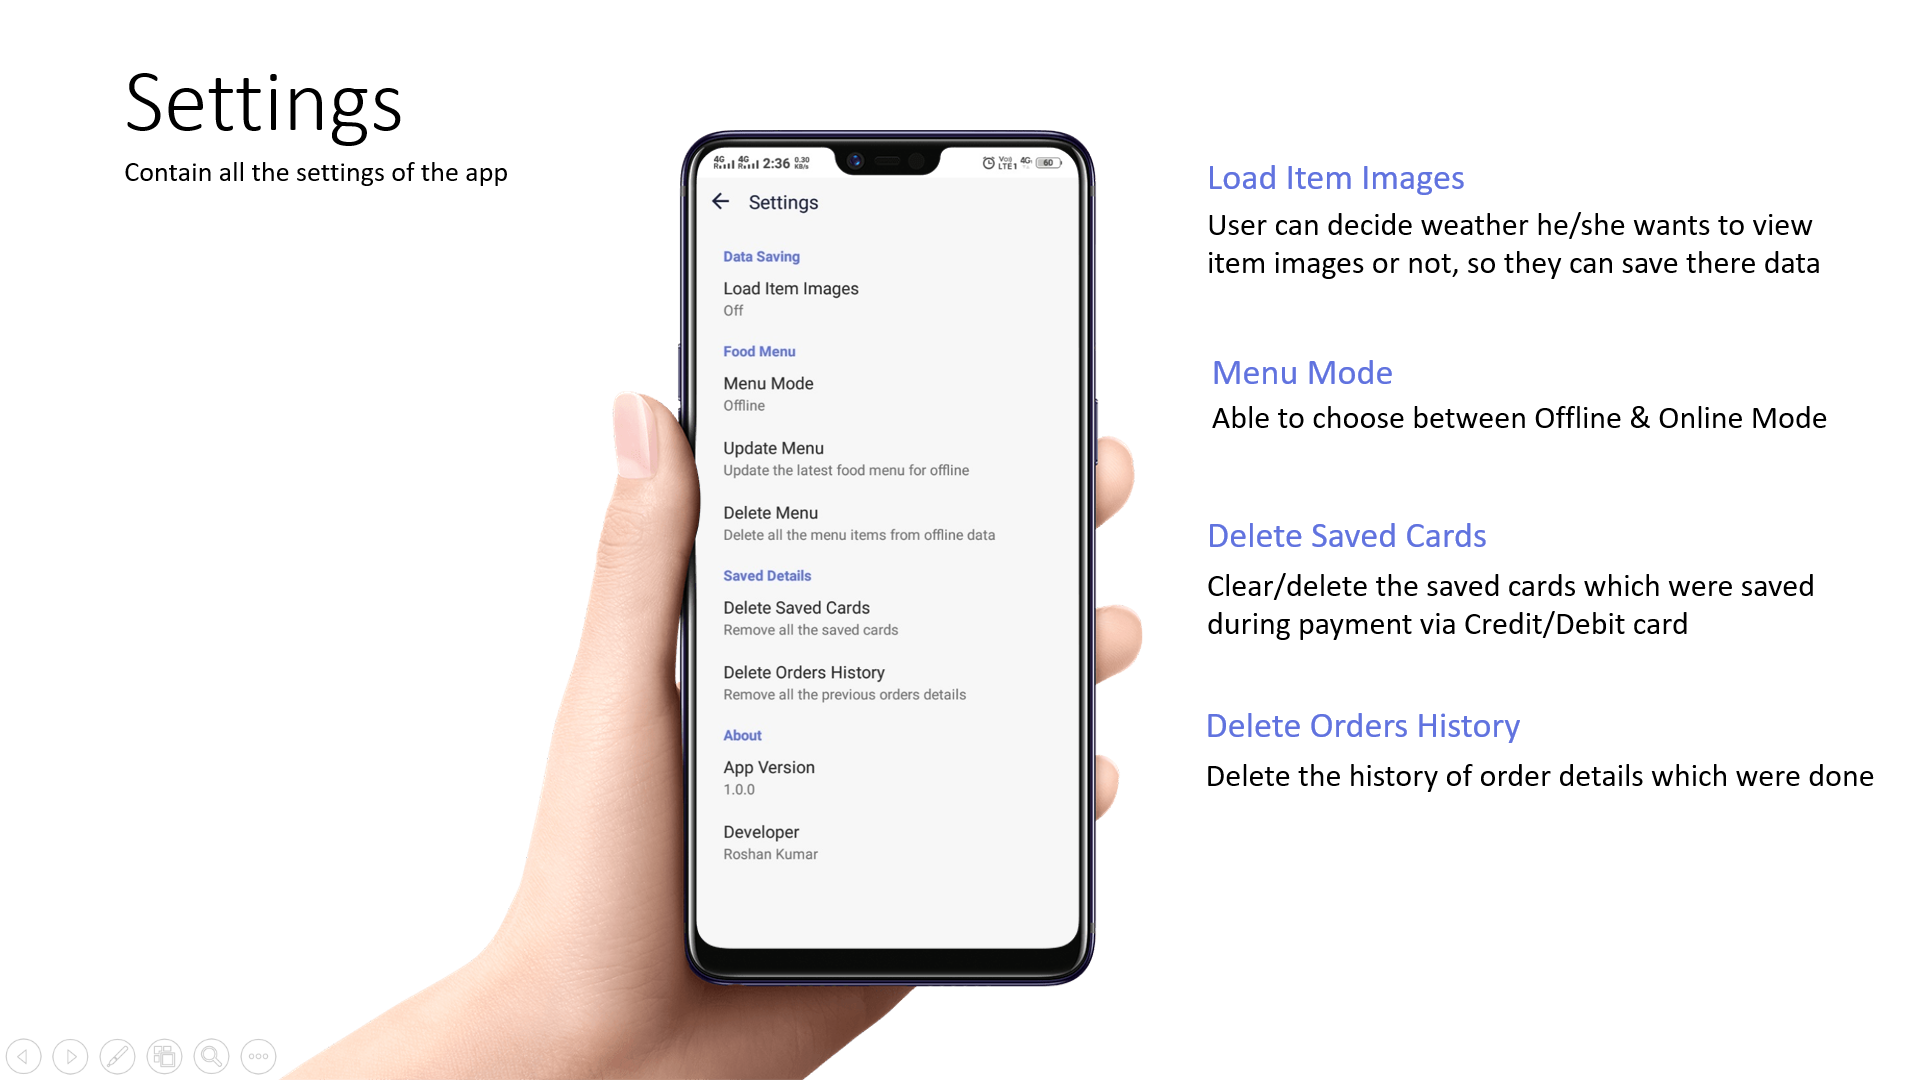 Settings
Contain all the settings of the app
4G 4G 2:36 0.30 KB/s
VoJ LTE1 4G 60
Settings
Data Saving
Load Item Images
Off
Food Menu
Menu Mode
Offline
Update Menu
Update the latest food menu for offline
Delete Menu
Delete all the menu items from offline data
Saved Details
Delete Saved Cards
Remove all the saved cards
Delete Orders History
Remove all the previous orders details
About
App Version
1.0.0
Developer
Roshan Kumar
Load Item Images
User can decide weather he/she wants to view
item images or not, so they can save there data
Menu Mode
Able to choose between Offline & Online Mode
Delete Saved Cards
Clear/delete the saved cards which were saved
during payment via Credit/Debit card
Delete Orders History
Delete the history of order details which were done